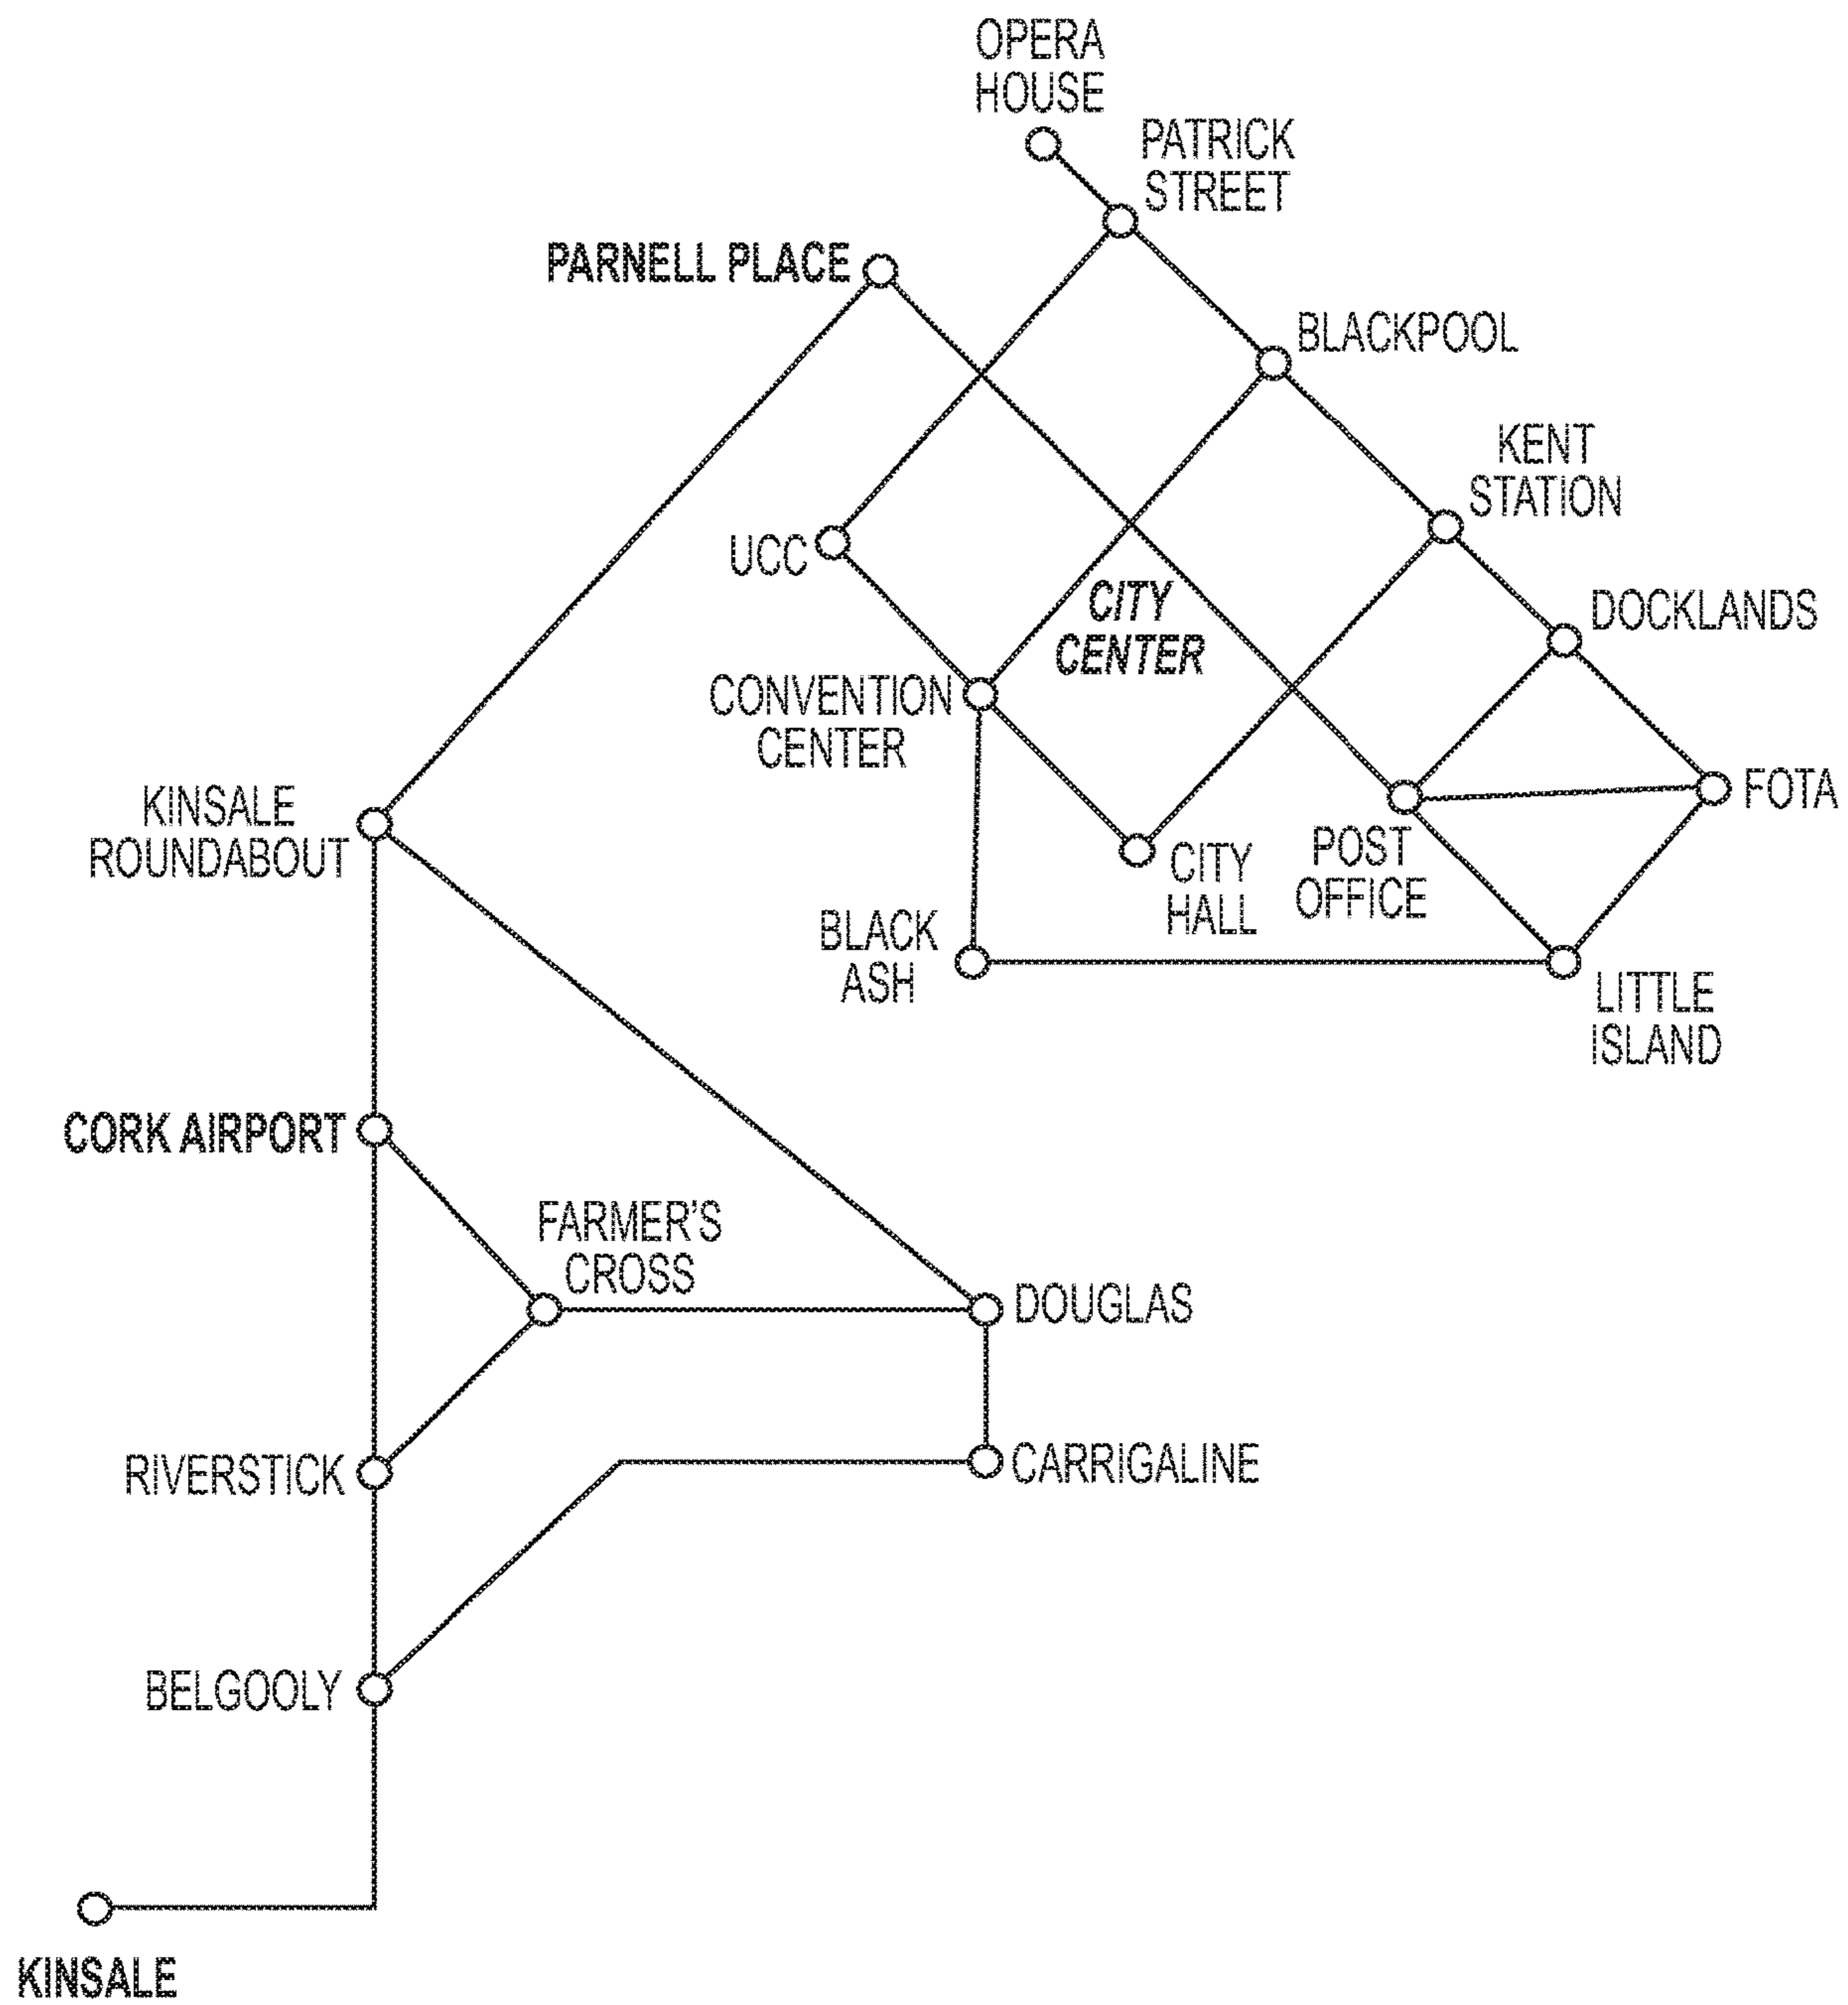 OPERA
HOUSE
PATRICK
STREET
PARNELL PLACE
BLACKPOOL
KENT
STATION
UCC
CITY
CENTER
DOCKLANDS
CONVENTION
CENTER
KINSALE
ROUNDABOUT
FOTA
POST
OFFICE
CITY
HALL
BLACK
ASH
LITTLE
ISLAND
CORK AIRPORT
FARMER'S
CROSS
DOUGLAS
RIVERSTICK
CARRIGALINE
BELGOOLY
KINSALE